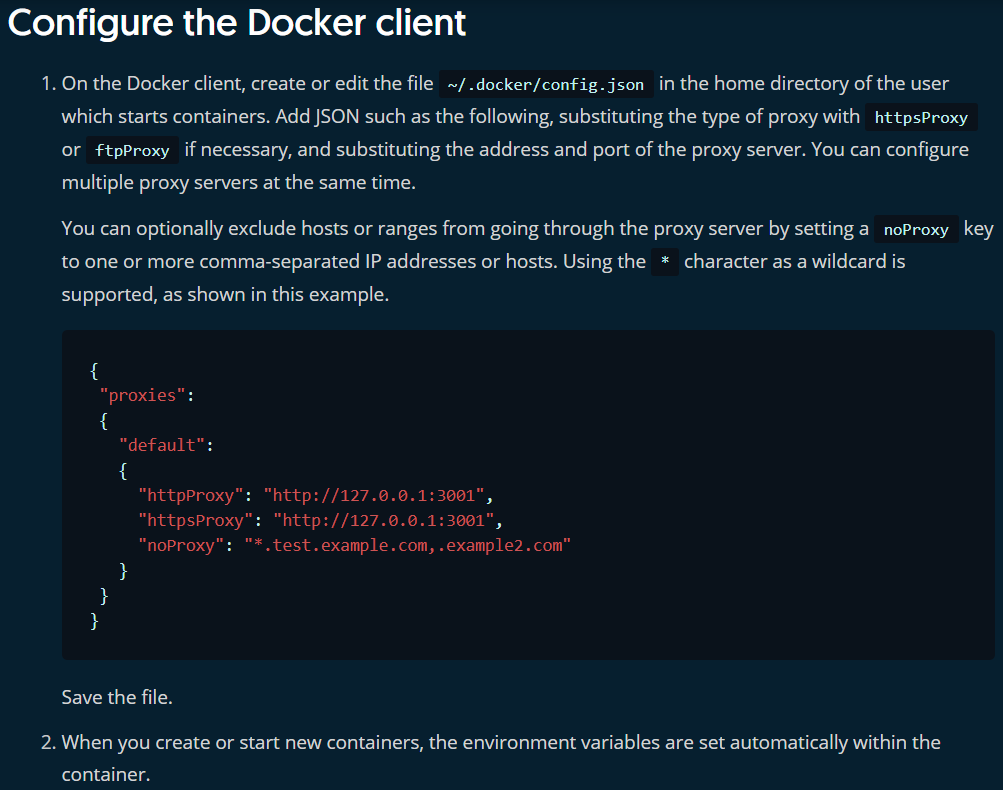 Configure the Docker client
1. On the Docker client, create or edit the file ~/.docker/config.json in the home directory of the user
which starts containers. Add JSON such as the following, substituting the type of proxy with httpsProxy
or ftpProxy if necessary, and substituting the address and port of the proxy server. You can configure
multiple proxy servers at the same time.
You can optionally exclude hosts or ranges from going through the proxy server by setting a noProxy key
to one or more comma-separated IP addresses or hosts. Using the * character as a wildcard is
supported, as shown in this example.
{
 "proxies":
 {
   "default":
   {
     "httpProxy": "http://127.0.0.1:3001",
     "httpsProxy": "http://127.0.0.1:3001",
     "noProxy": "*.test.example.com,.example2.com"
   }
 }
}
Save the file.
2. When you create or start new containers, the environment variables are set automatically within the
container.